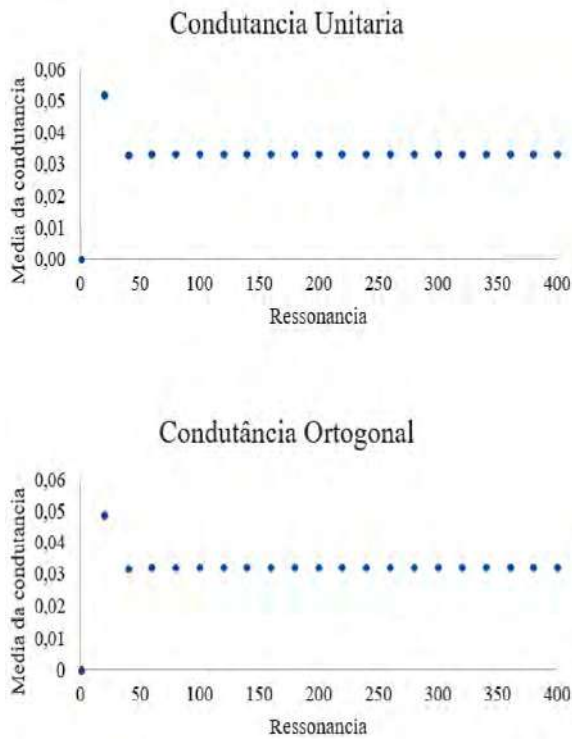 Condutancia Unitaria
Media da condutancia
0,06
0,05
0,04
0,03
0,02
0,01
0,00
0 50 100 150 200 250 300 350 400
Ressonancia
Condutância Ortogonal
Media da condutancia
0,06
0,05
0,04
0,03
0,02
0,01
0
0 50 100 150 200 250 300 350 400
Ressonancia